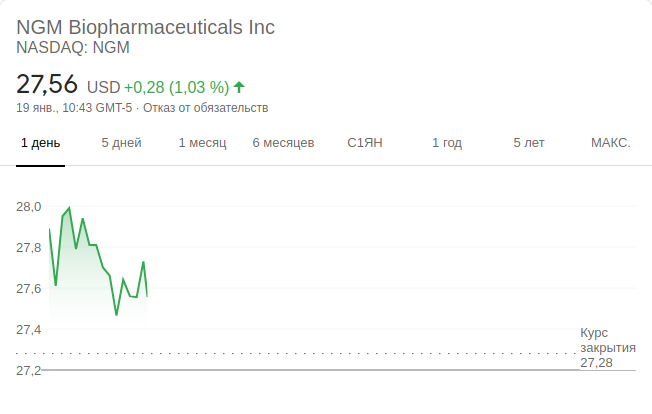 NGM Biopharmaceuticals Inc
NASDAQ: NGM
27,56 USD +0,28 (1,03 %)
19 янв., 10:43 GMT-5 · Отказ от обязательств
1 день 5 дней 1 месяц 6 месяцев С1ЯН 1 год 5 лет МАКС.
28,0
27,8
27,6
27,4
27,2
Курс
закрытия
27,28